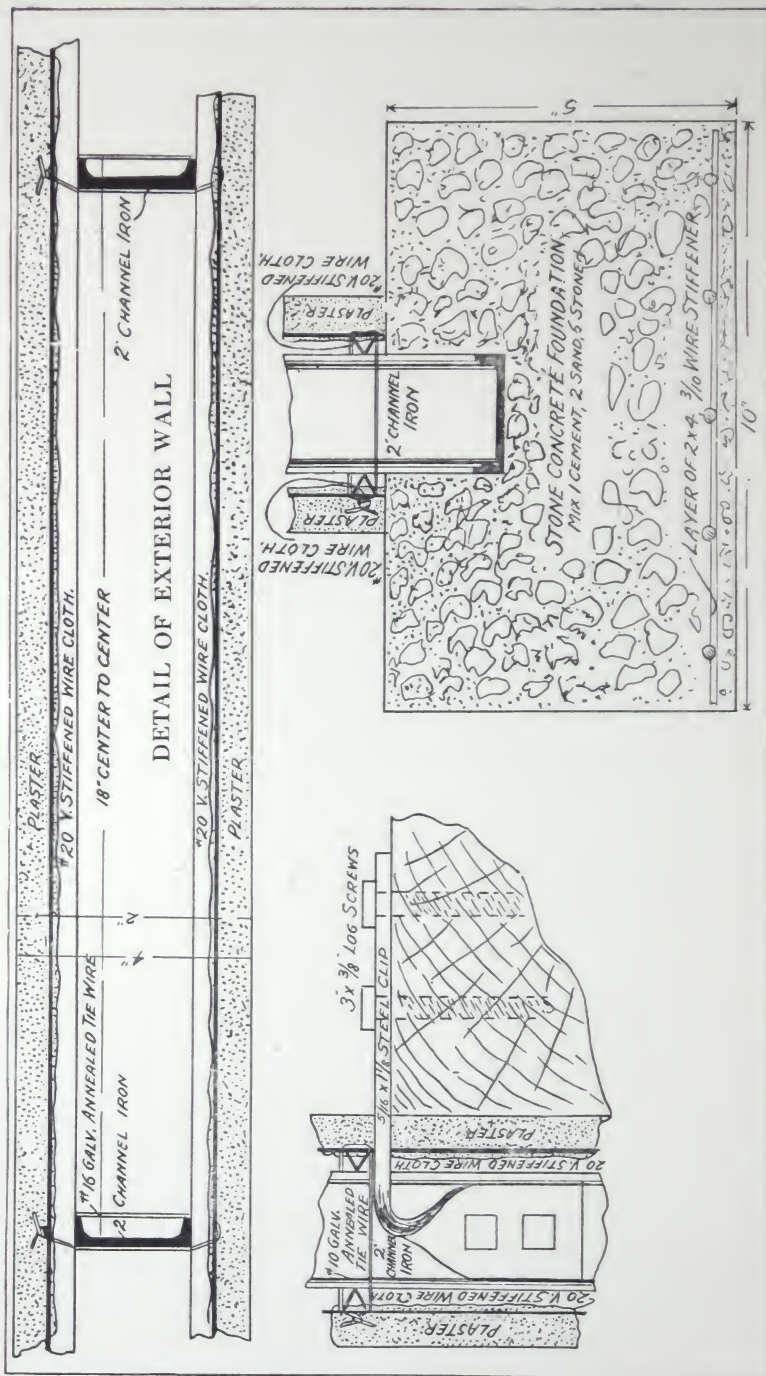 PLASTER
#20 V. STIFFENED WIRE CLOTH.
#16 GALV. ANNEALED TIE WIRE
18" CENTER TO CENTER
2" CHANNEL IRON
4"
2"
DETAIL OF EXTERIOR WALL
2" CHANNEL IRON
#20 V. STIFFENED WIRE CLOTH.
PLASTER
3" x 3/8" LOG SCREWS
5/16 x 1 1/8 STEEL CLIP
#10 GALV.
ANNEALED
TIE WIRE
2"
CHANNEL
IRON
20 V. STIFFENED WIRE CLOTH
PLASTER
20 V. STIFFENED WIRE CLOTH
PLASTER
#20 V. STIFFENED
WIRE CLOTH.
PLASTER
2" CHANNEL
IRON
#20 V. STIFFENED
WIRE CLOTH.
PLASTER
STONE CONCRETE FOUNDATION
MIX 1 CEMENT, 2 SAND, 5 STONE
LAYER OF 2x4 3/10 WIRE STIFFENER
10"
5"